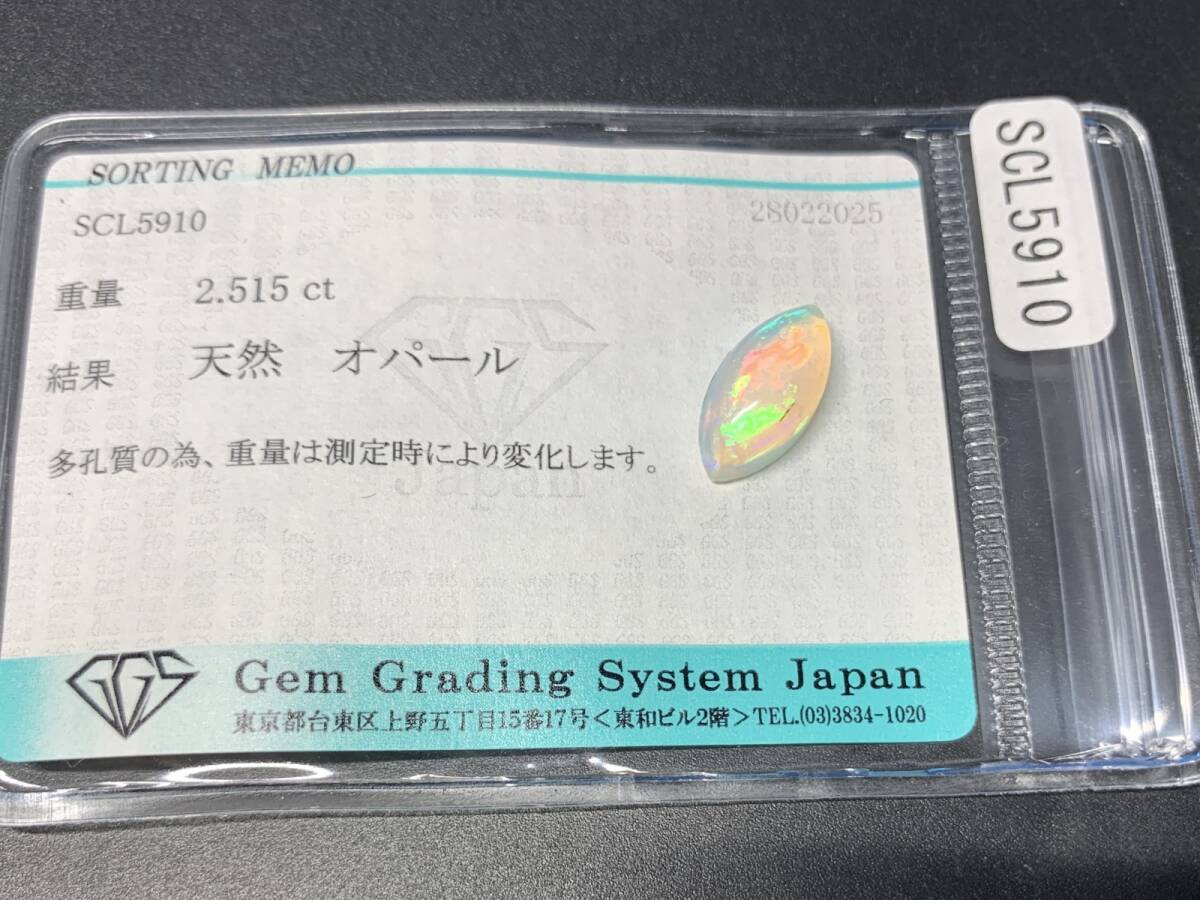 SORTING MEMO
SCL5910 28022025
重量 2.515 ct
結果 天然 オパール
多孔質の為、重量は測定時により変化します。
Japan
GGS Gem Grading System Japan
東京都台東区上野五丁目15番17号<東和ビル2階>TEL.(03)3834-1020
SCL5910